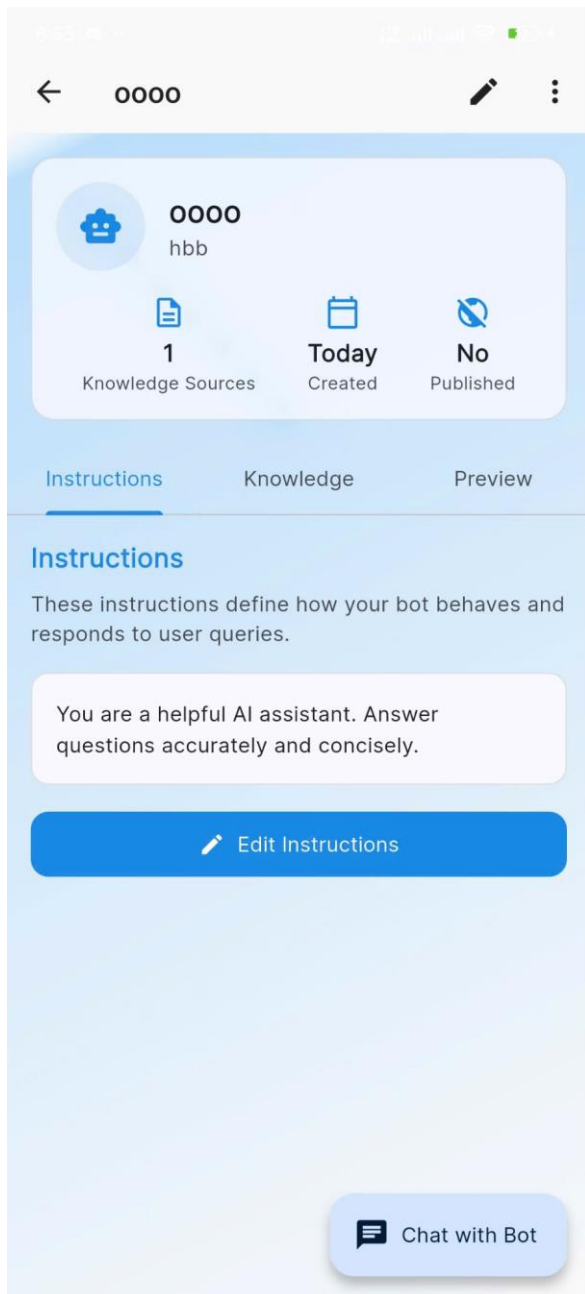 oooo
oooo
hbb
1
Today
No
Knowledge Sources
Created
Published
Instructions
Knowledge
Preview
Instructions
These instructions define how your bot behaves and
responds to user queries.
You are a helpful AI assistant. Answer
questions accurately and concisely.
Edit Instructions
Chat with Bot